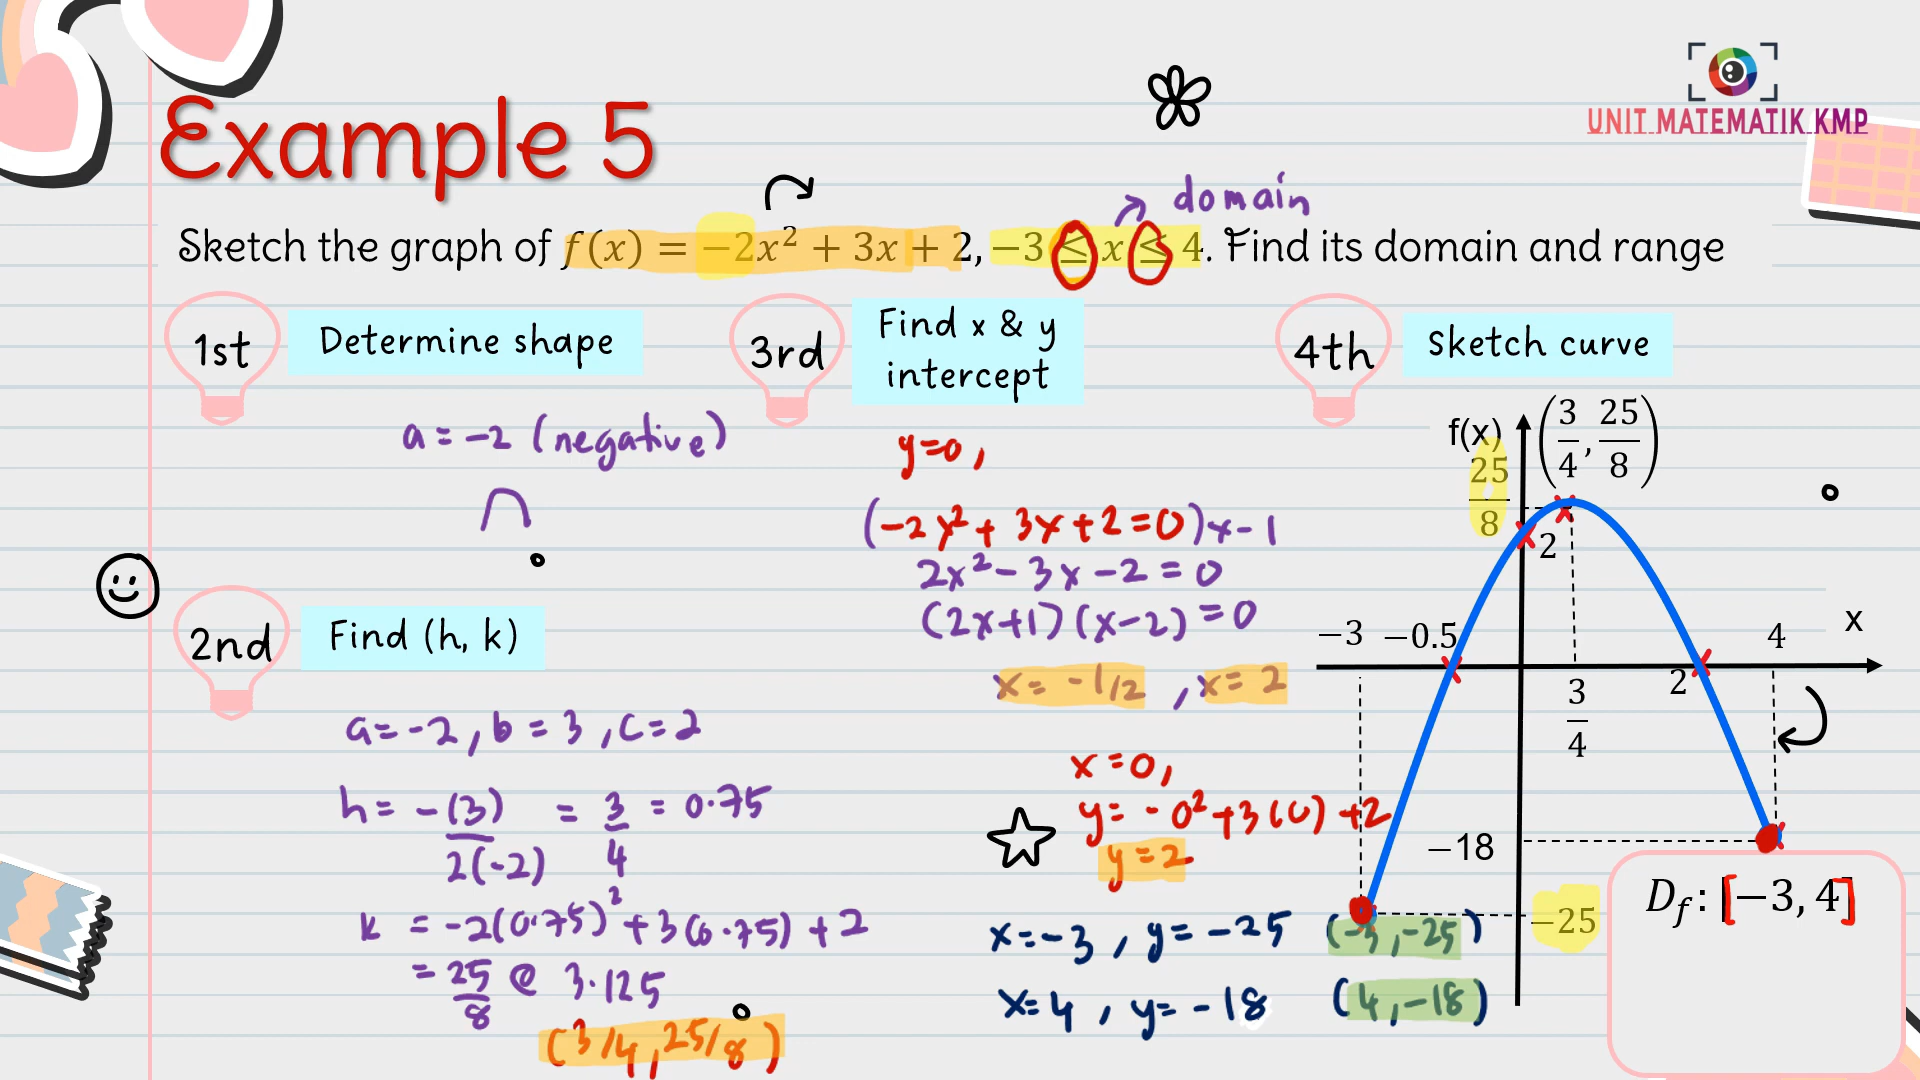 UNIT MATEMATIK KMP
Example 5
domain
Sketch the graph of f(x) = −2x² + 3x + 2, −3 ≤ x ≤ 4. Find its domain and range
1st
Determine shape
a = -2 (negative)
2nd
Find (h, k)
a = -2, b = 3, c = 2
h = -(3)/2(-2) = 3/4 = 0.75
k = -2(0.75)² + 3(0.75) + 2
= 25/8 @ 3.125
(3/4, 25/8)
3rd
Find x & y
intercept
y=0,
(-2x² + 3x + 2 = 0) x -1
2x² - 3x - 2 = 0
(2x+1)(x-2) = 0
x = -1/2, x = 2
x = 0,
y = -0² + 3(0) + 2
y = 2
x = -3, y = -25 (-3, -25)
x = 4, y = -18 (4, -18)
4th
Sketch curve
f(x) (3/4, 25/8)
25/8
2
−3 −0.5 4 x
2
3/4
−18
−25
D_f: [−3, 4]